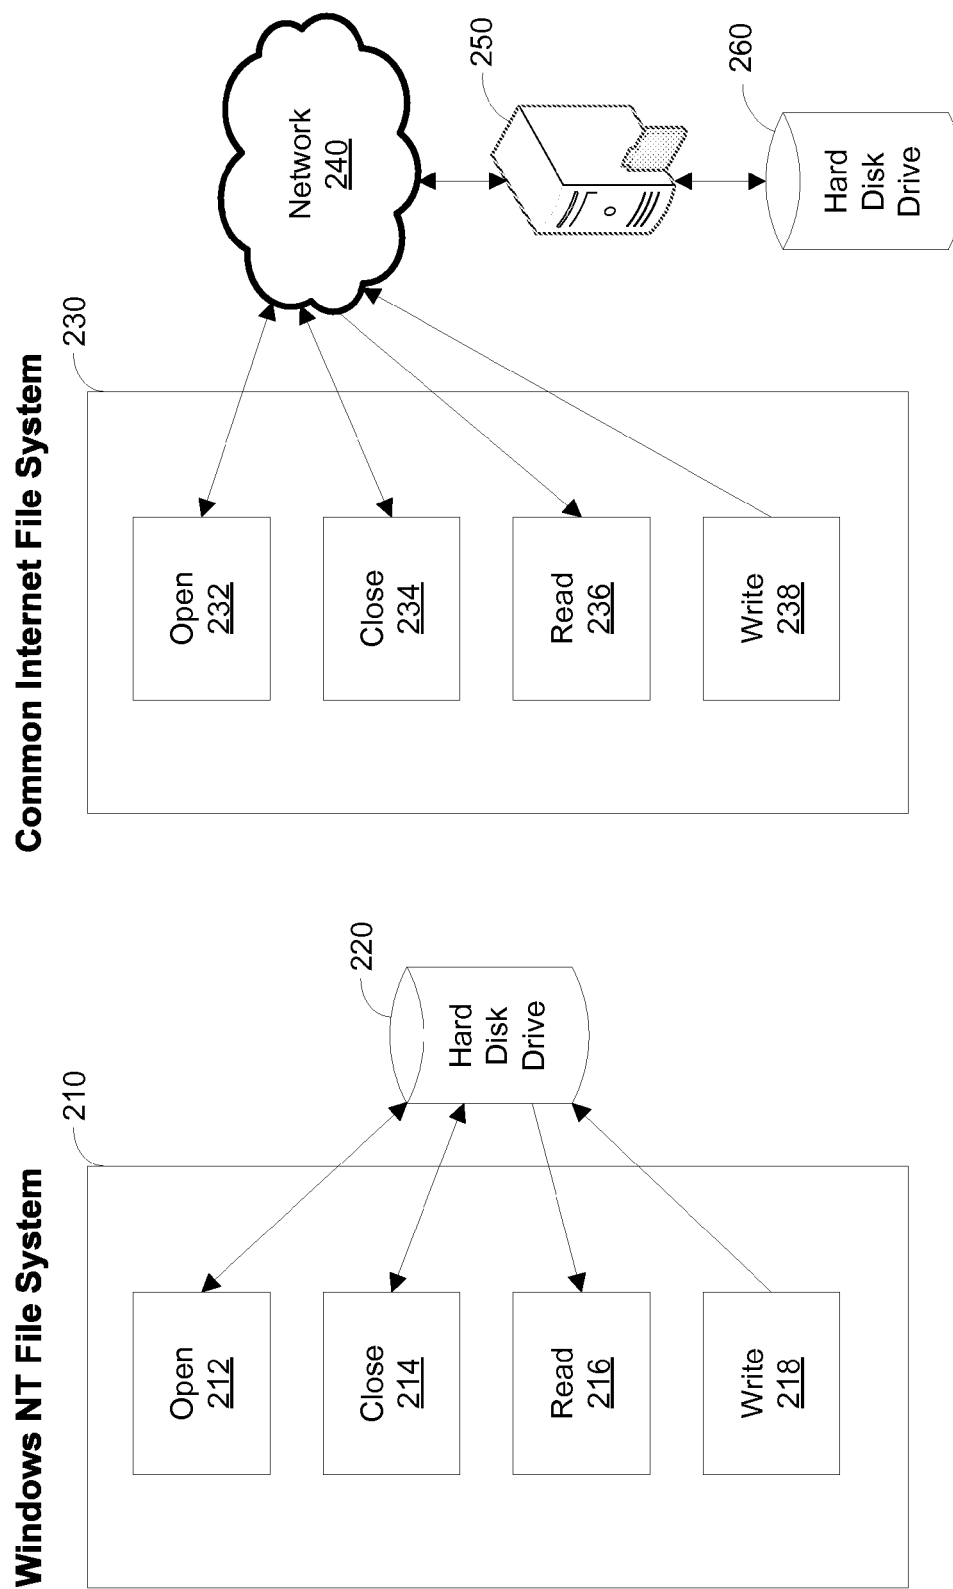 Windows NT File System
210
Open
212
Close
214
Read
216
Write
218
220
Hard
Disk
Drive
Common Internet File System
230
Open
232
Close
234
Read
236
Write
238
Network
240
250
260
Hard
Disk
Drive